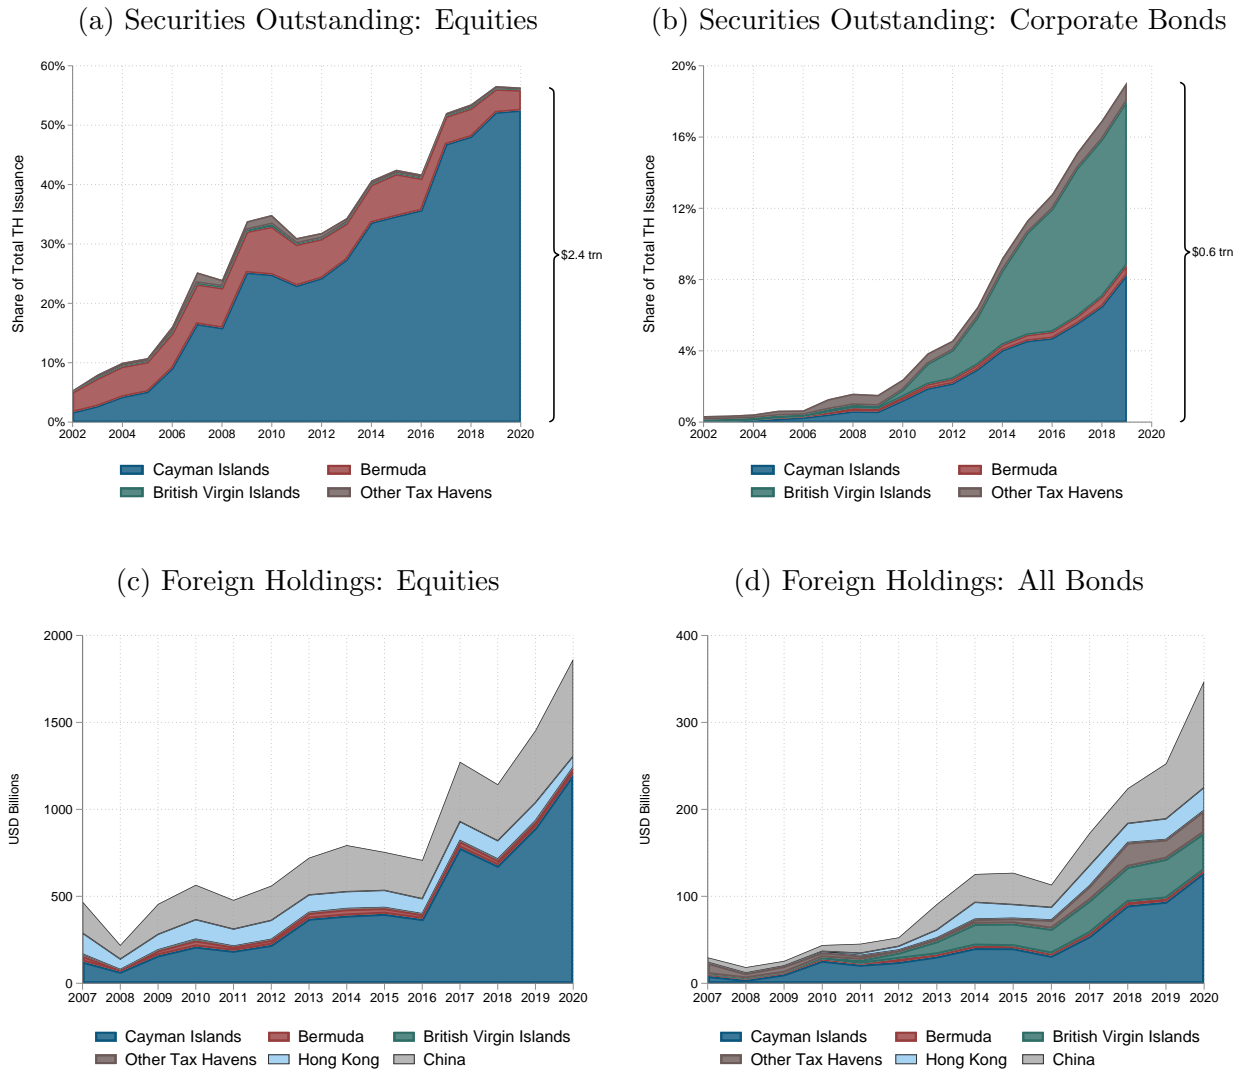 (a) Securities Outstanding: Equities
60%
50%
40%
30%
20%
10%
0%
Share of Total TH Issuance
2002 2004 2006 2008 2010 2012 2014 2016 2018 2020
$2.4 trn
Cayman Islands Bermuda
British Virgin Islands Other Tax Havens
(b) Securities Outstanding: Corporate Bonds
20%
16%
12%
8%
4%
0%
Share of Total TH Issuance
2002 2004 2006 2008 2010 2012 2014 2016 2018 2020
$0.6 trn
Cayman Islands Bermuda
British Virgin Islands Other Tax Havens
(c) Foreign Holdings: Equities
2000
1500
1000
500
0
USD Billions
2007 2008 2009 2010 2011 2012 2013 2014 2015 2016 2017 2018 2019 2020
Cayman Islands Bermuda British Virgin Islands
Other Tax Havens Hong Kong China
(d) Foreign Holdings: All Bonds
400
300
200
100
0
USD Billions
2007 2008 2009 2010 2011 2012 2013 2014 2015 2016 2017 2018 2019 2020
Cayman Islands Bermuda British Virgin Islands
Other Tax Havens Hong Kong China